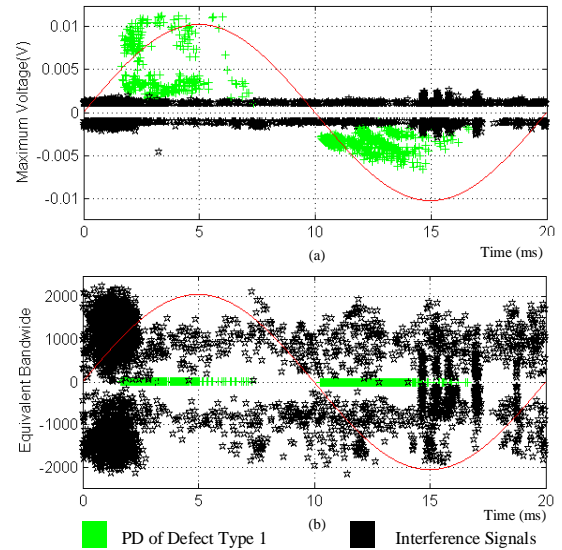 0.01
0.005
0
-0.005
-0.01
Maximum Voltage(V)
0 5 10 15 20
(a)
Time (ms)
2000
1000
0
-1000
-2000
Equivalent Bandwide
0 5 10 15 20
(b)
Time (ms)
PD of Defect Type 1
Interference Signals